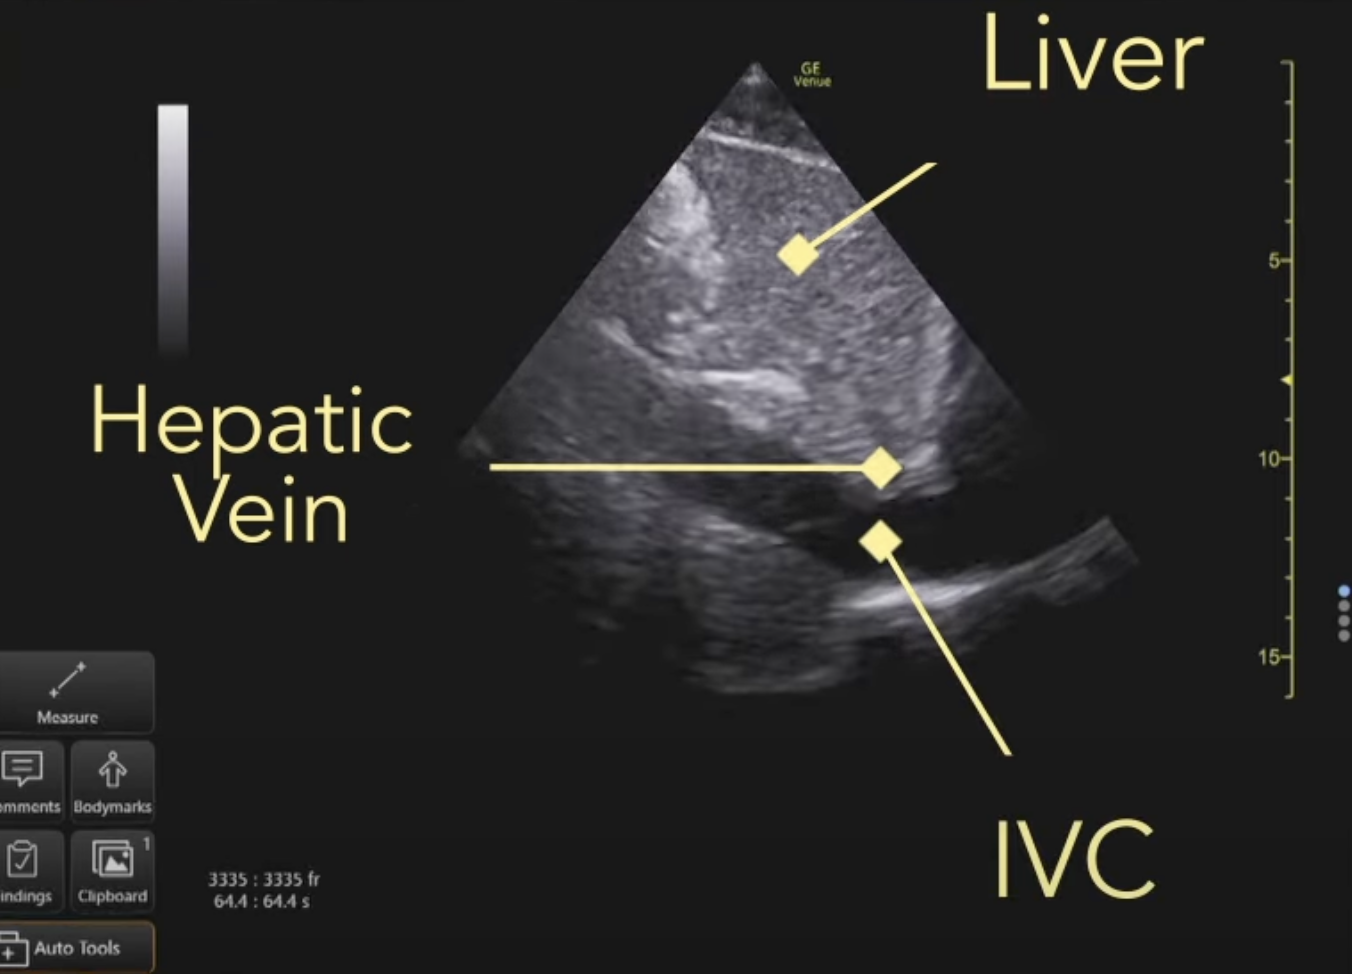 Liver
GE
Venue
5
Hepatic
Vein
10
15
Measure
omments
Bodymarks
indings
Clipboard
1
Auto Tools
3335 : 3335 fr
64.4 : 64.4 s
IVC